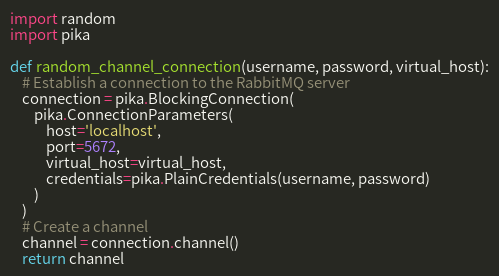 import random
import pika

def random_channel_connection(username, password, virtual_host):
    # Establish a connection to the RabbitMQ server
    connection = pika.BlockingConnection(
        pika.ConnectionParameters(
            host='localhost',
            port=5672,
            virtual_host=virtual_host,
            credentials=pika.PlainCredentials(username, password)
        )
    )
    # Create a channel
    channel = connection.channel()
    return channel